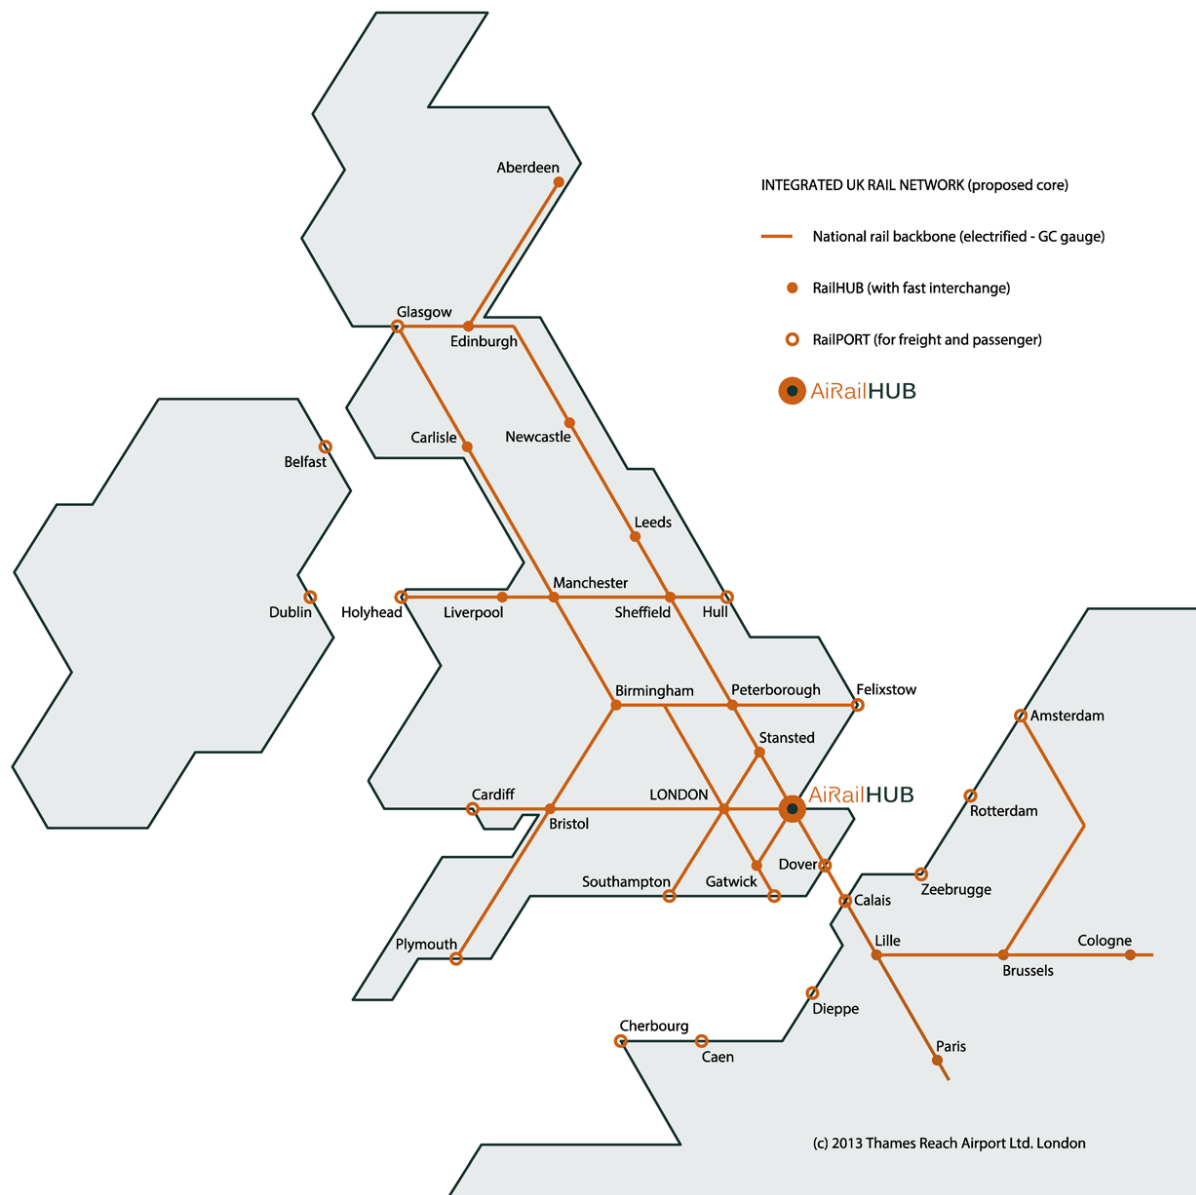 Aberdeen
INTEGRATED UK RAIL NETWORK (proposed core)
National rail backbone (electrified - GC gauge)
RailHUB (with fast interchange)
Glasgow
Edinburgh
RailPORT (for freight and passenger)
AiRailHUB
Carlisle
Newcastle
Belfast
Leeds
Manchester
Dublin
Holyhead
Liverpool
Sheffield
Hull
Birmingham
Peterborough
Felixstow
Amsterdam
Stansted
Cardiff
LONDON
AiRailHUB
Rotterdam
Bristol
Dover
Southampton
Gatwick
Zeebrugge
Calais
Plymouth
Lille
Cologne
Brussels
Dieppe
Cherbourg
Caen
Paris
(c) 2013 Thames Reach Airport Ltd. London